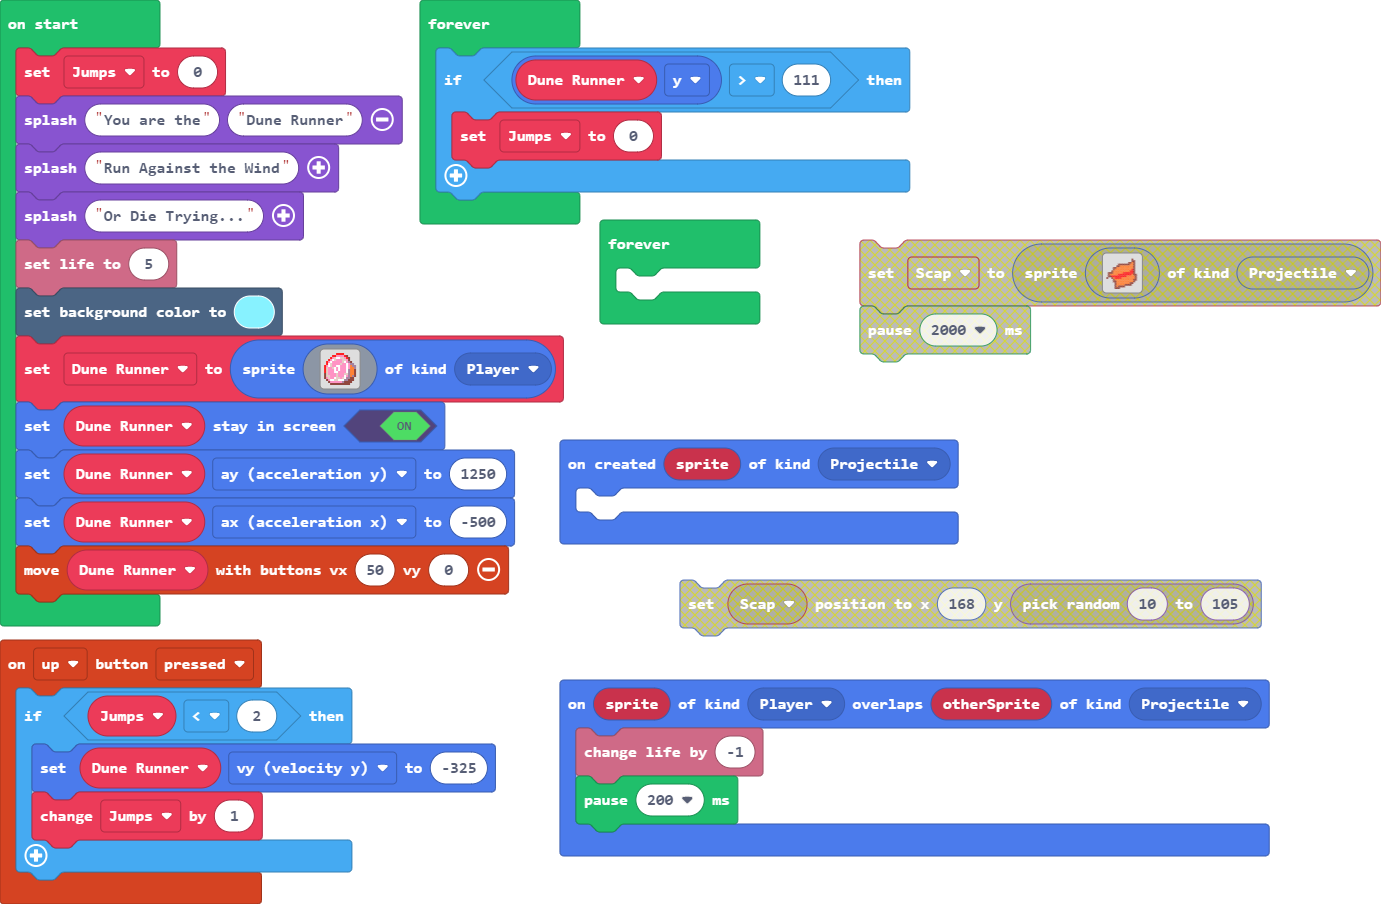 on start
set Jumps to 0
splash "You are the" "Dune Runner"
splash "Run Against the Wind"
splash "Or Die Trying..."
set life to 5
set background color to
set Dune Runner to sprite of kind Player
set Dune Runner stay in screen ON
set Dune Runner ay (acceleration y) to 1250
set Dune Runner ax (acceleration x) to -500
move Dune Runner with buttons vx 50 vy 0
on up button pressed
if Jumps < 2 then
set Dune Runner vy (velocity y) to -325
change Jumps by 1
forever
if Dune Runner y > 111 then
set Jumps to 0
forever
set Scap to sprite of kind Projectile
pause 2000 ms
on created sprite of kind Projectile
set Scap position to x 168 y pick random 10 to 105
on sprite of kind Player overlaps otherSprite of kind Projectile
change life by -1
pause 200 ms